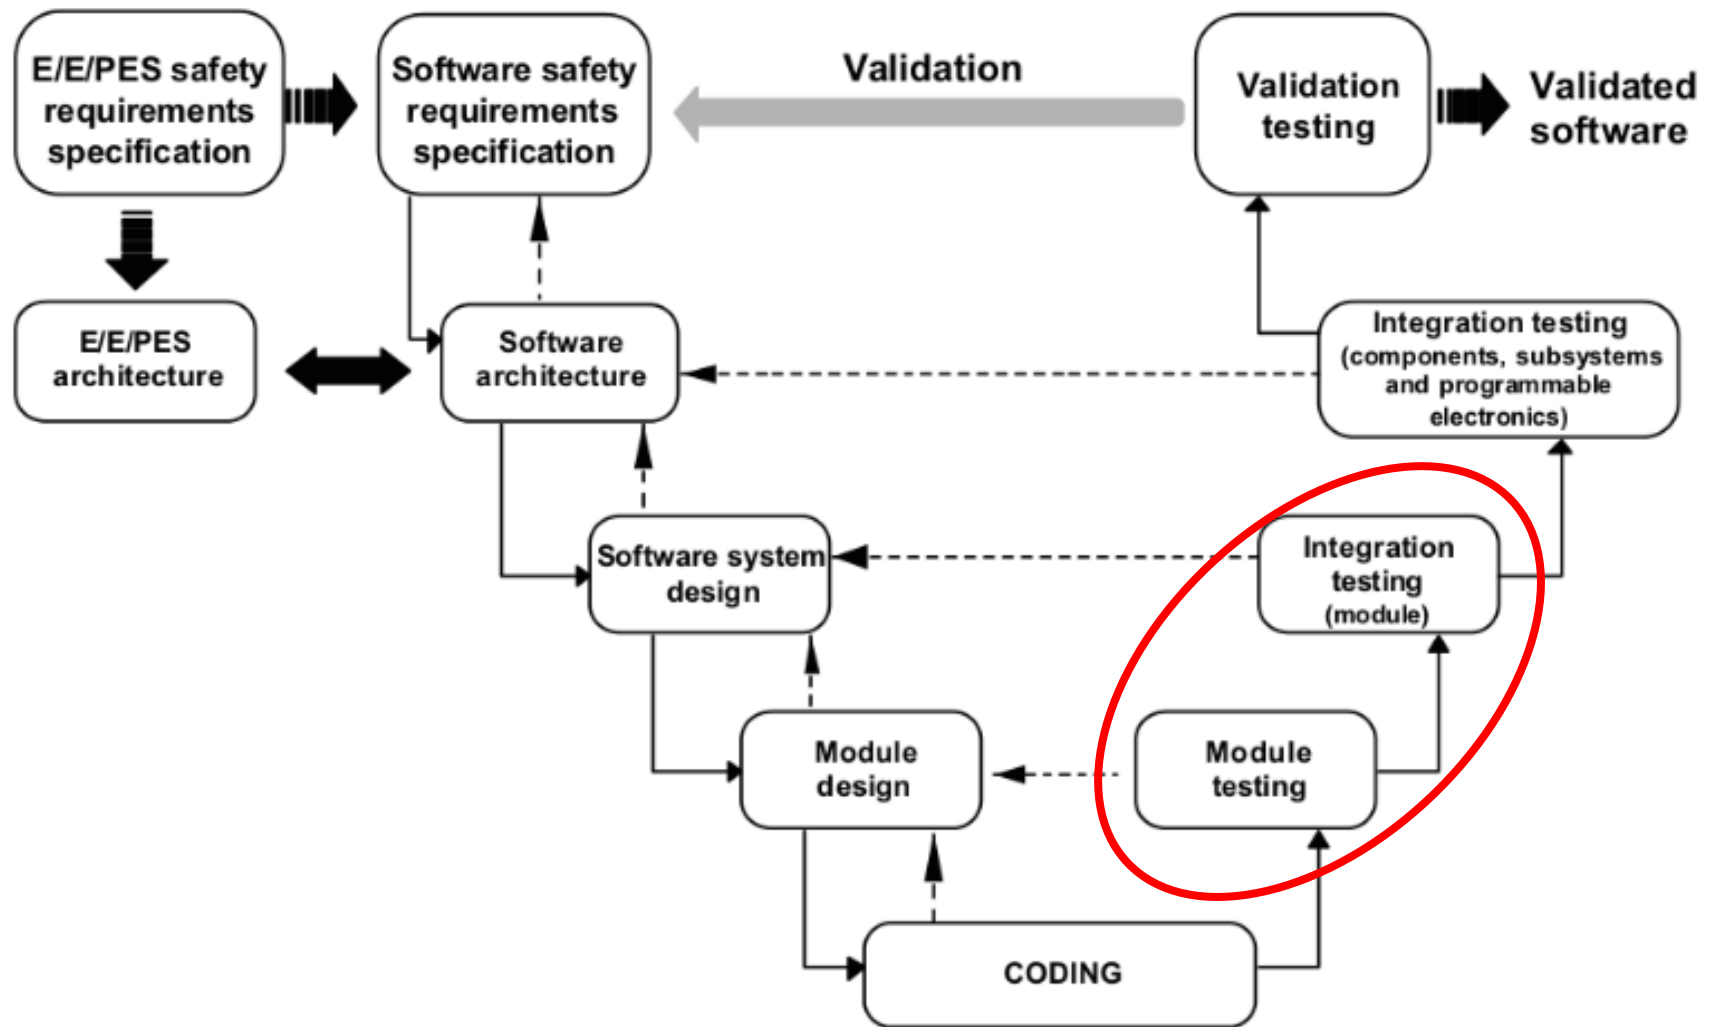 E/E/PES safety
requirements
specification
Software safety
requirements
specification
Validation
Validation
testing
Validated
software
E/E/PES
architecture
Software
architecture
Integration testing
(components, subsystems
and programmable
electronics)
Software system
design
Integration
testing
(module)
Module
design
Module
testing
CODING